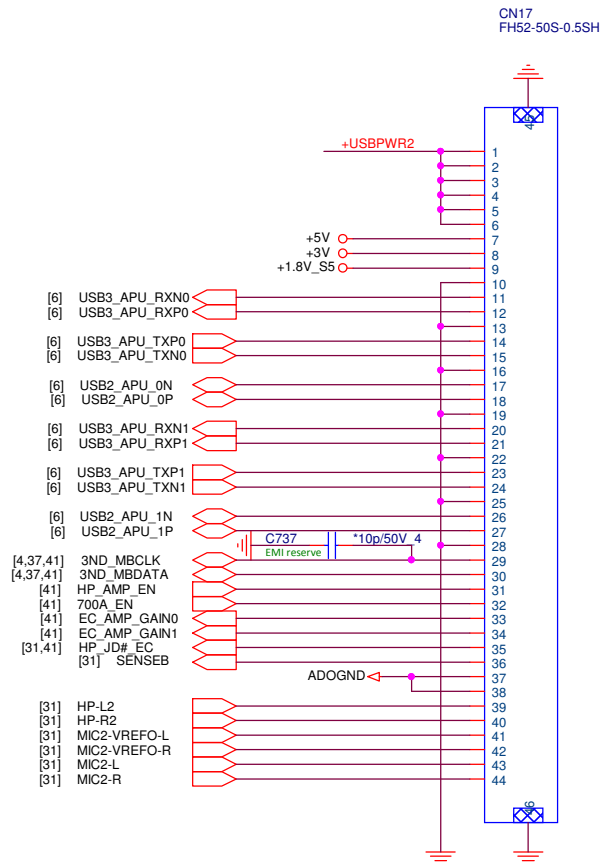 CN17
FH52-50S-0.5SH
45
+USBPWR2
1
2
3
4
5
6
+5V
7
+3V
8
+1.8V_S5
9
10
[6] USB3_APU_RXN0
11
[6] USB3_APU_RXP0
12
13
[6] USB3_APU_TXP0
14
[6] USB3_APU_TXN0
15
16
[6] USB2_APU_0N
17
[6] USB2_APU_0P
18
19
[6] USB3_APU_RXN1
20
[6] USB3_APU_RXP1
21
22
[6] USB3_APU_TXP1
23
[6] USB3_APU_TXN1
24
25
[6] USB2_APU_1N
26
[6] USB2_APU_1P
27
C737 *10p/50V_4
28
EMI reserve
[4,37,41] 3ND_MBCLK
29
[4,37,41] 3ND_MBDATA
30
[41] HP_AMP_EN
31
[41] 700A_EN
32
[41] EC_AMP_GAIN0
33
[41] EC_AMP_GAIN1
34
[31,41] HP_JD#_EC
35
[31] SENSEB
36
ADOGND
37
38
[31] HP-L2
39
[31] HP-R2
40
[31] MIC2-VREFO-L
41
[31] MIC2-VREFO-R
42
[31] MIC2-L
43
[31] MIC2-R
44
46